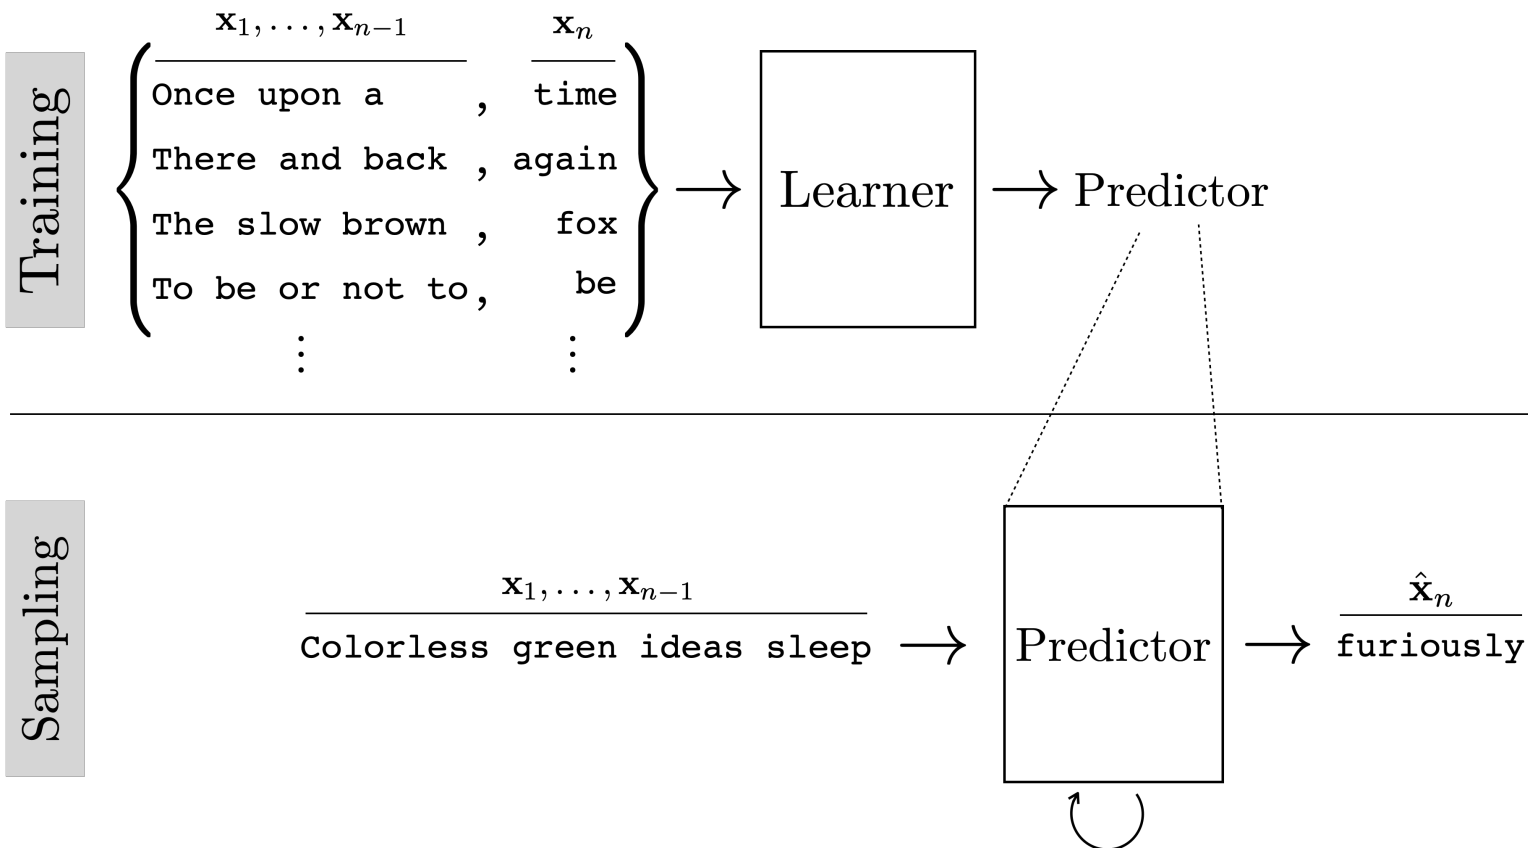 Training
x₁, …, xₙ₋₁ xₙ
Once upon a , time
There and back , again
The slow brown , fox
To be or not to, be
⋮ ⋮
Learner
Predictor
Sampling
x₁, …, xₙ₋₁
Colorless green ideas sleep
Predictor
x̂ₙ
furiously